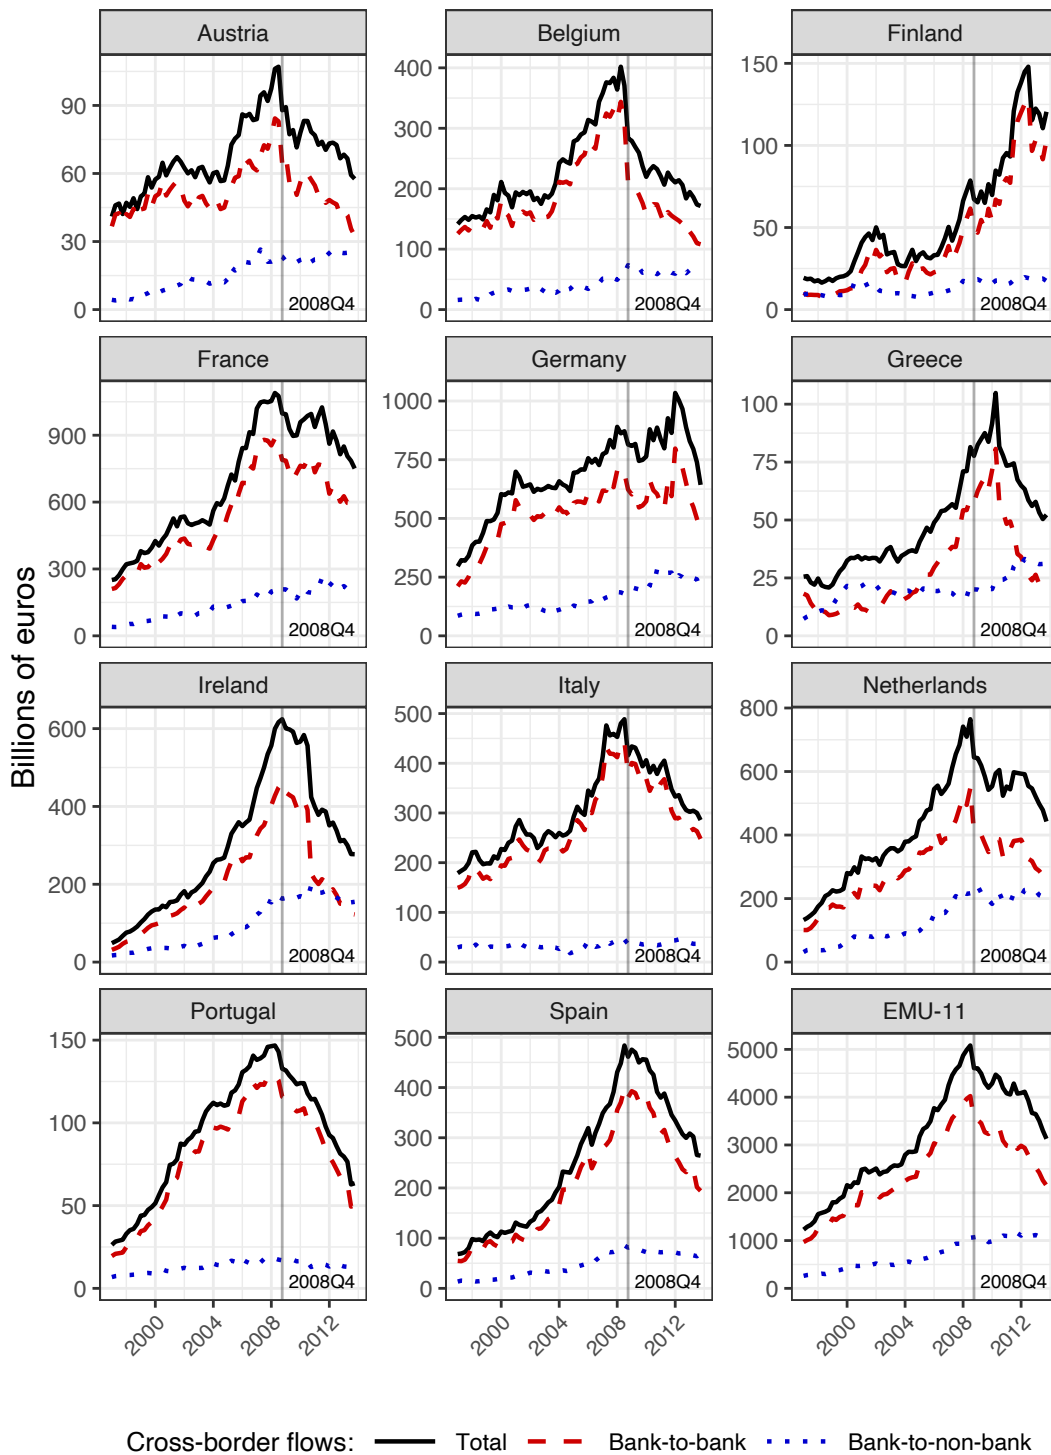 Austria
Belgium
Finland
90
60
30
0
2008Q4
400
300
200
100
0
2008Q4
150
100
50
0
2008Q4
France
Germany
Greece
900
600
300
0
2008Q4
1000
750
500
250
0
2008Q4
100
75
50
25
0
2008Q4
Billions of euros
Ireland
Italy
Netherlands
600
400
200
0
2008Q4
500
400
300
200
100
0
2008Q4
800
600
400
200
0
2008Q4
Portugal
Spain
EMU-11
150
100
50
0
2008Q4
500
400
300
200
100
0
2008Q4
5000
4000
3000
2000
1000
0
2008Q4
2000 2004 2008 2012
2000 2004 2008 2012
2000 2004 2008 2012
Cross-border flows: Total Bank-to-bank Bank-to-non-bank